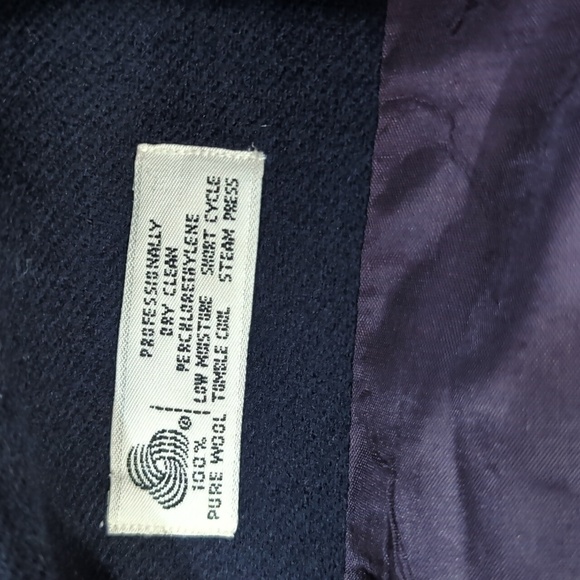 PROFESSIONALLY
DRY CLEAN
PERCHLORETHYLENE
LOW MOISTURE SHORT CYCLE
TUMBLE COOL STEAM PRESS
®
100%
PURE WOOL